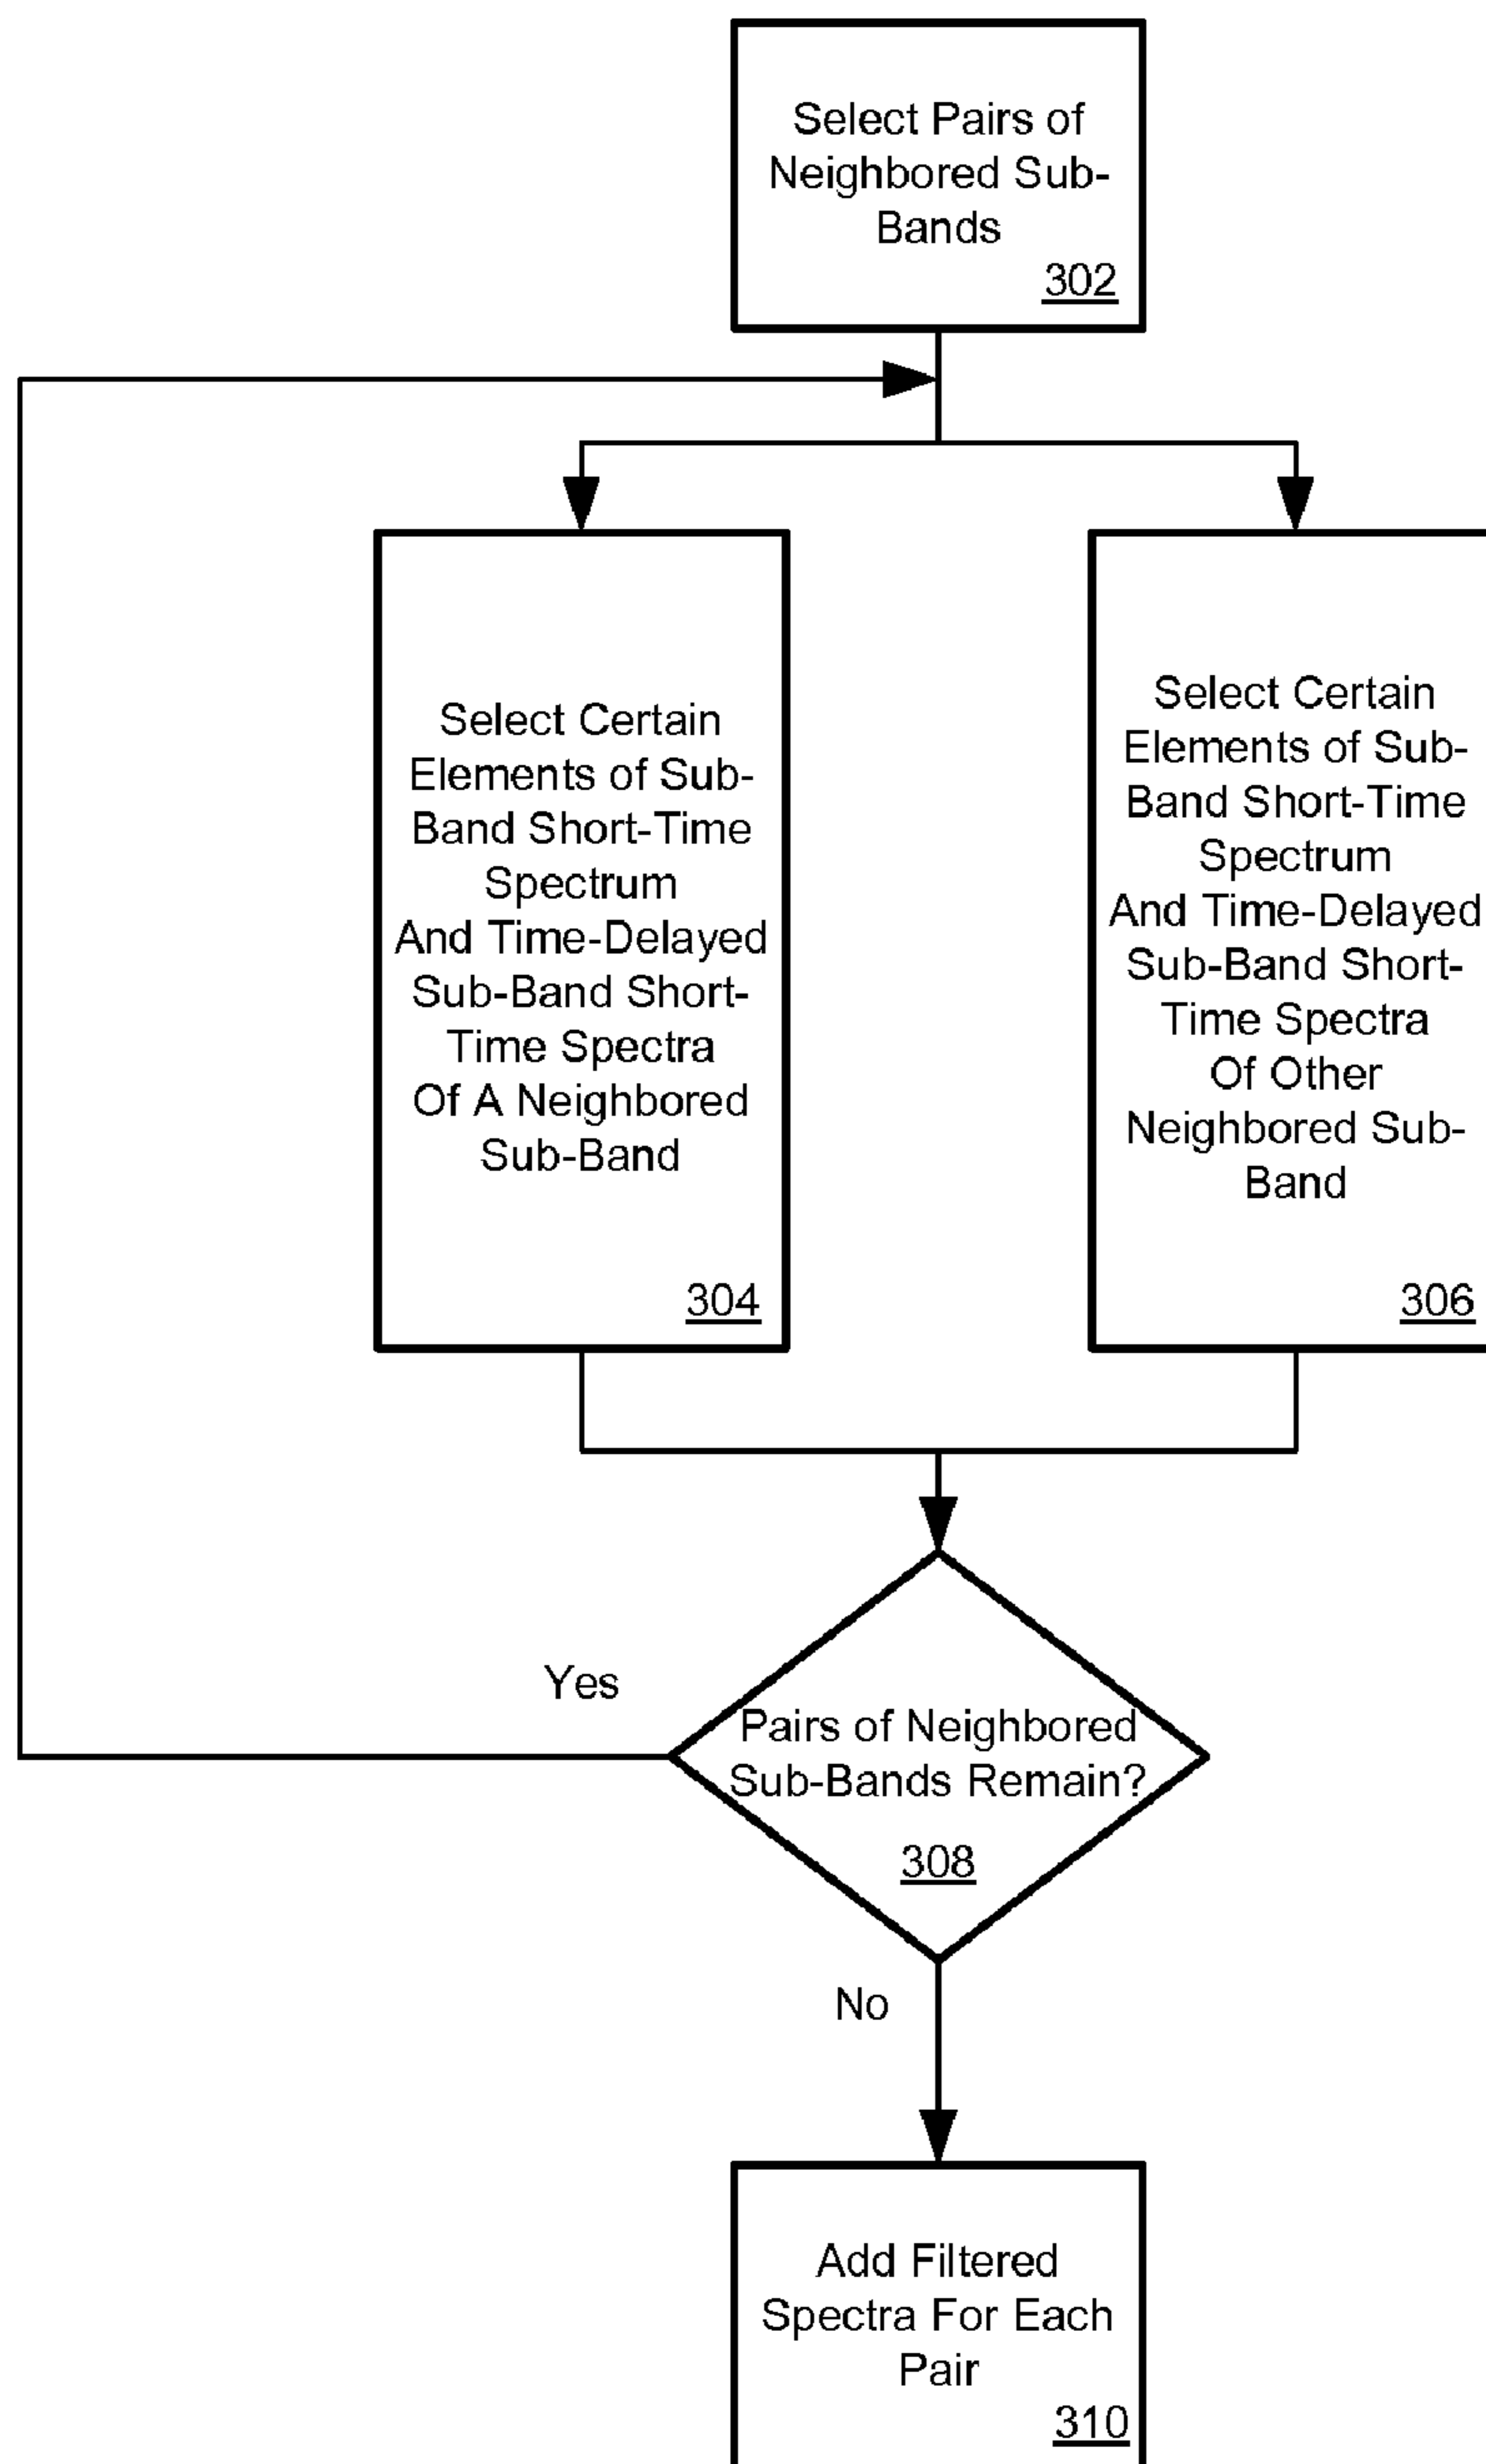 Select Pairs of
Neighbored Sub-
Bands
302
Select Certain
Elements of Sub-
Band Short-Time
Spectrum
And Time-Delayed
Sub-Band Short-
Time Spectra
Of A Neighbored
Sub-Band
304
Select Certain
Elements of Sub-
Band Short-Time
Spectrum
And Time-Delayed
Sub-Band Short-
Time Spectra
Of Other
Neighbored Sub-
Band
306
Yes
Pairs of Neighbored
Sub-Bands Remain?
308
No
Add Filtered
Spectra For Each
Pair
310